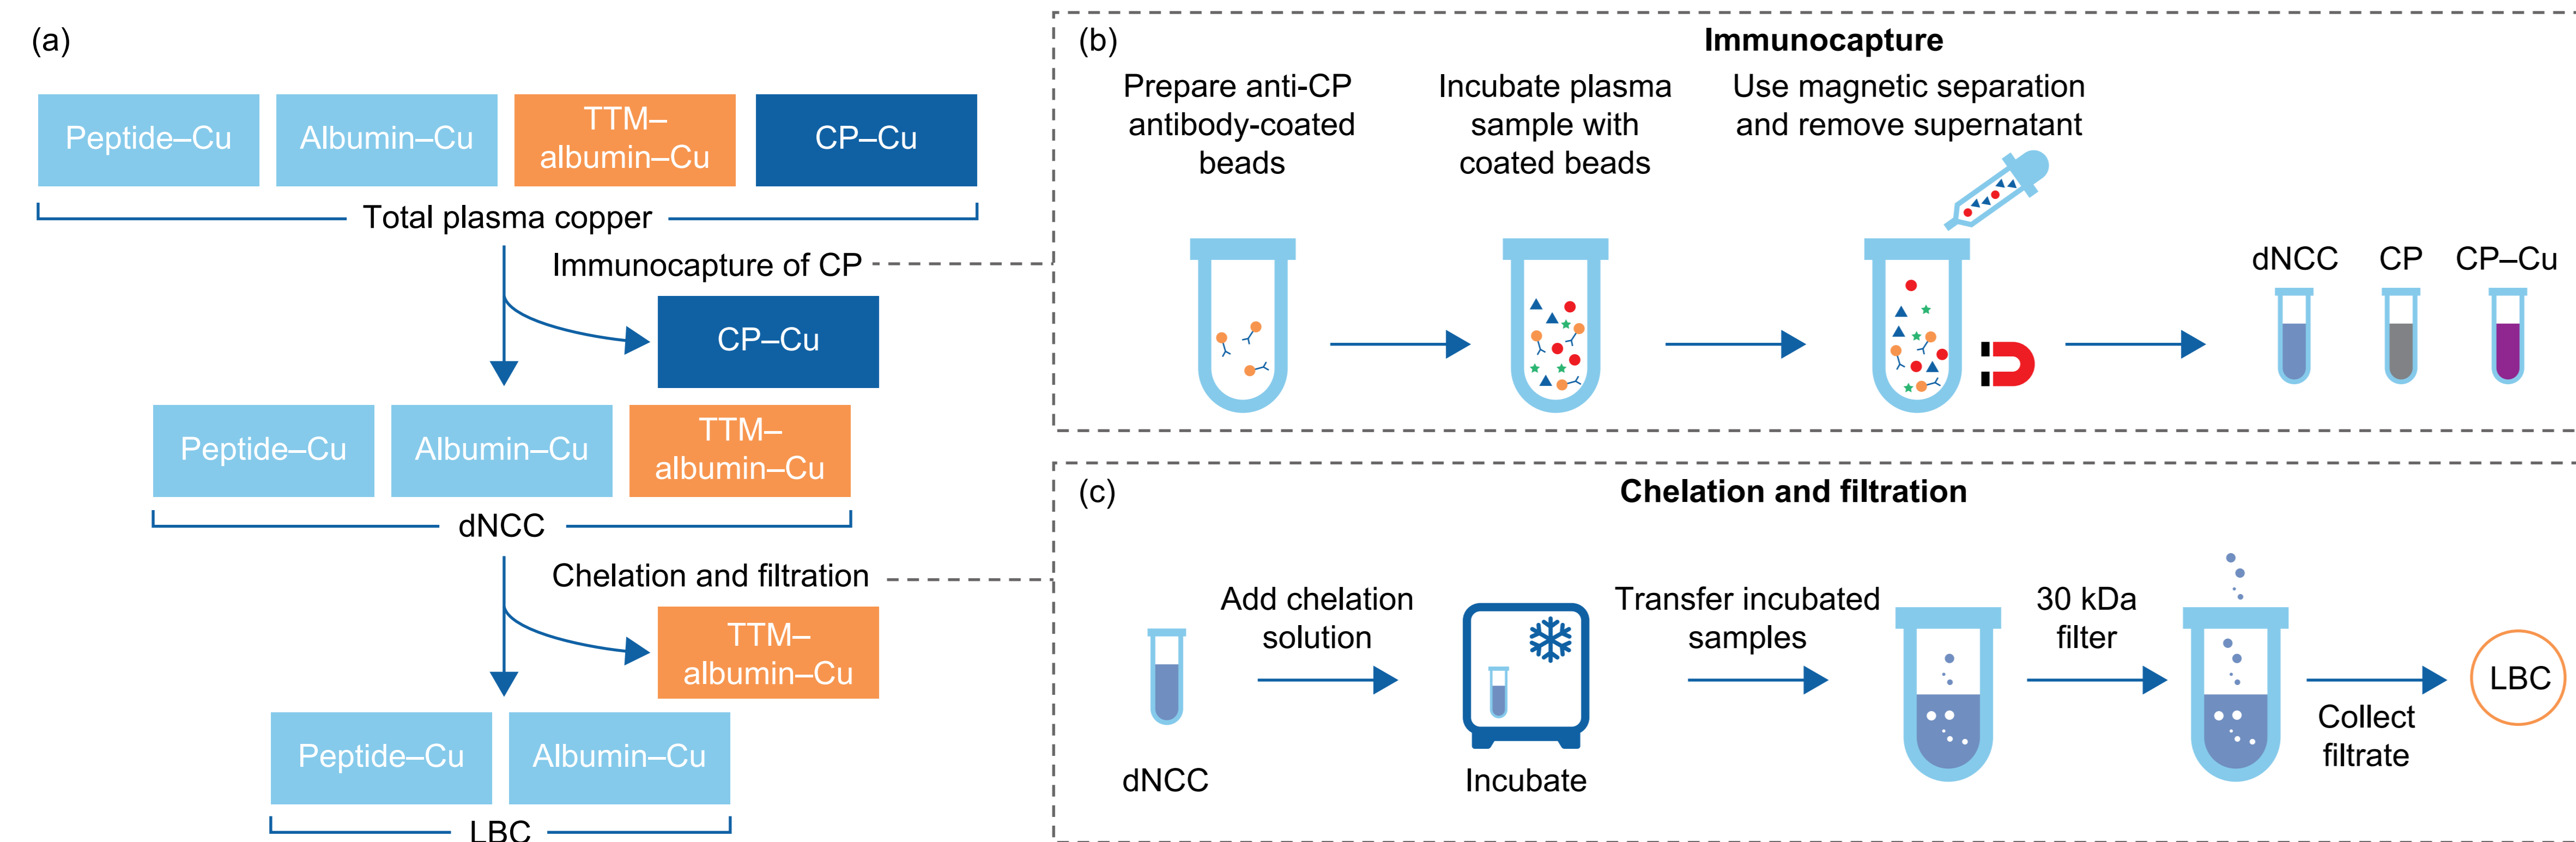 (a)
Peptide–Cu
Albumin–Cu
TTM–
albumin–Cu
CP–Cu
Total plasma copper
Immunocapture of CP
CP–Cu
Peptide–Cu
Albumin–Cu
TTM–
albumin–Cu
dNCC
Chelation and filtration
TTM–
albumin–Cu
Peptide–Cu
Albumin–Cu
LBC
(b)
Immunocapture
Prepare anti-CP
antibody-coated
beads
Incubate plasma
sample with
coated beads
Use magnetic separation
and remove supernatant
dNCC
CP
CP–Cu
(c)
Chelation and filtration
dNCC
Add chelation
solution
Incubate
Transfer incubated
samples
30 kDa
filter
Collect
filtrate
LBC